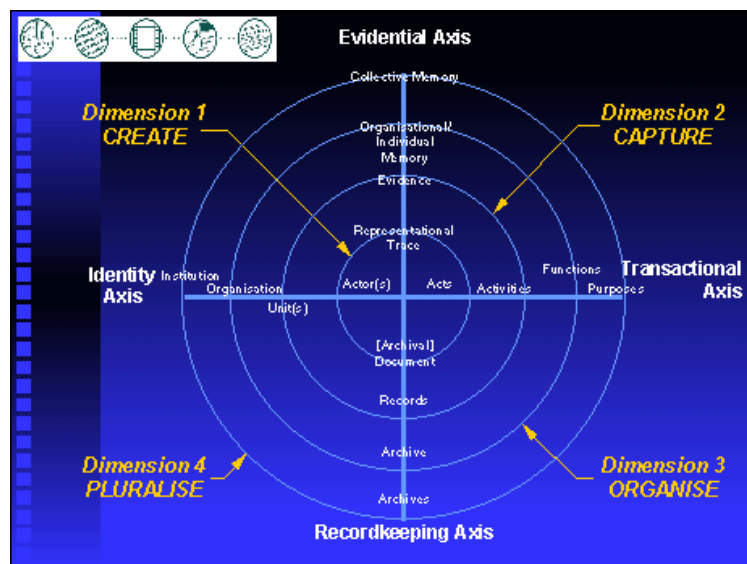 Evidential Axis
Collective Memory
Dimension 1
CREATE
Dimension 2
CAPTURE
Organisational/
Individual
Memory
Evidence
Representational
Trace
Identity
Axis
Institution
Organisation
Unit(s)
Actor(s)
Acts
Activities
Functions
Purposes
Transactional
Axis
[Archival]
Document
Records
Archive
Archives
Dimension 4
PLURALISE
Dimension 3
ORGANISE
Recordkeeping Axis